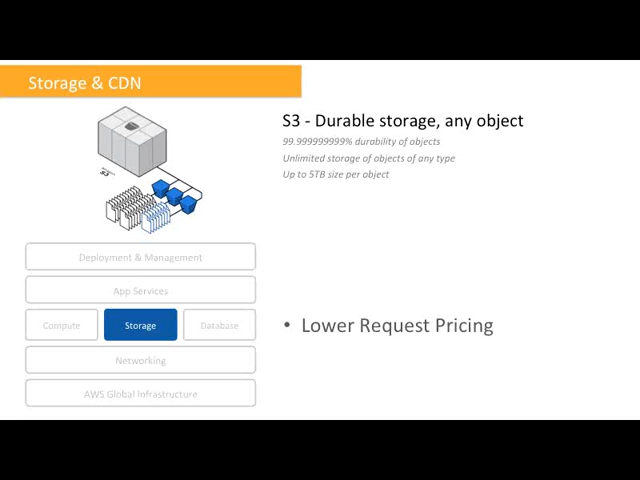 Storage & CDN
S3 - Durable storage, any object
99.999999999% durability of objects
Unlimited storage of objects of any type
Up to 5TB size per object
S3
Deployment & Management
App Services
Compute
Storage
Database
• Lower Request Pricing
Networking
AWS Global Infrastructure